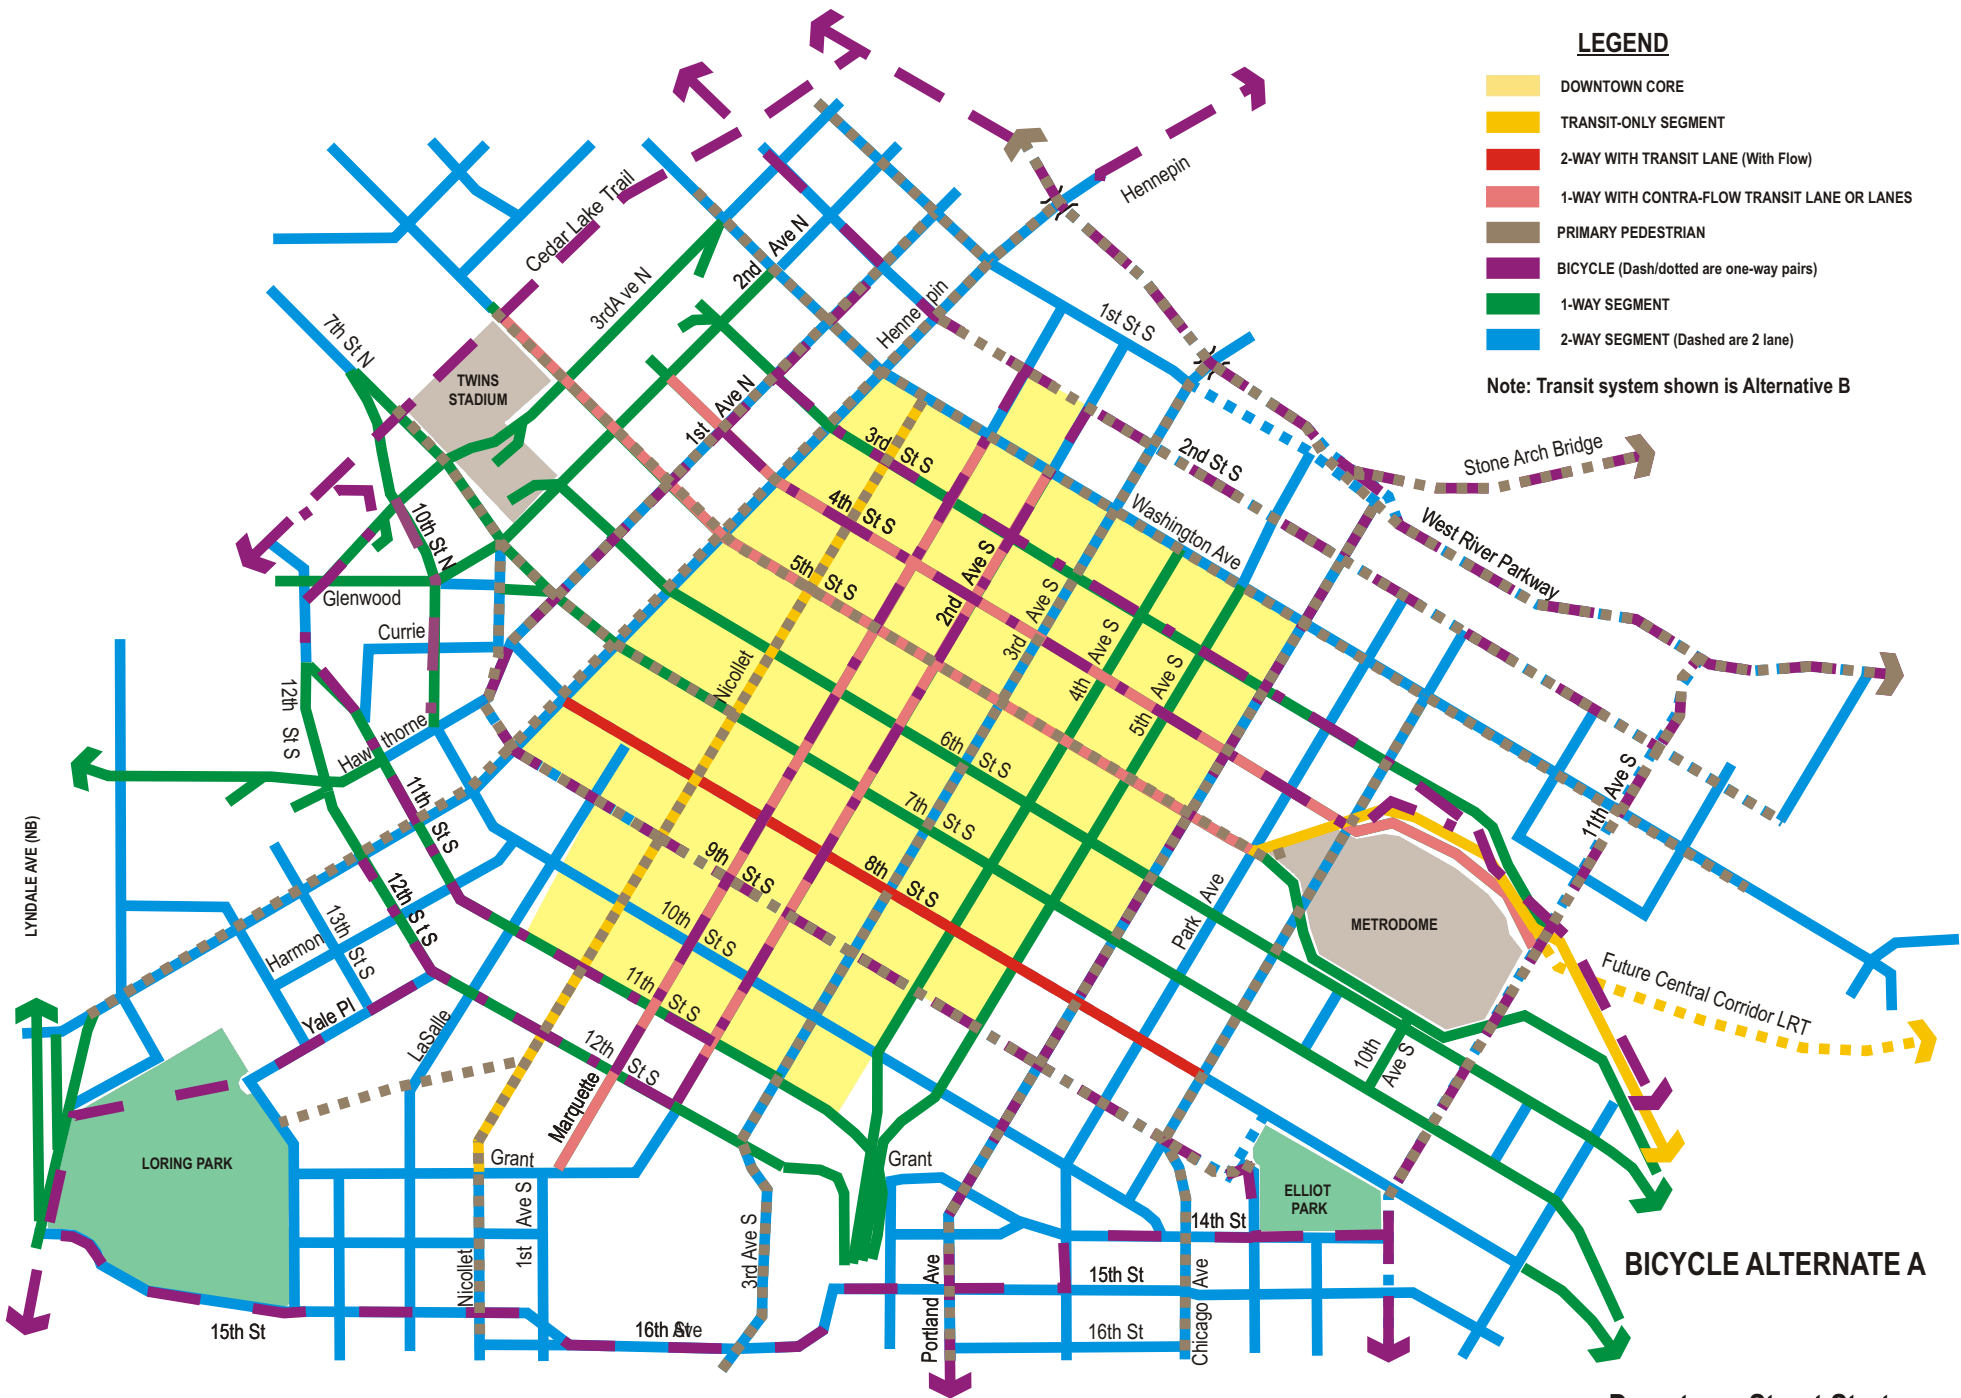 LEGEND
DOWNTOWN CORE
TRANSIT-ONLY SEGMENT
2-WAY WITH TRANSIT LANE (With Flow)
1-WAY WITH CONTRA-FLOW TRANSIT LANE OR LANES
PRIMARY PEDESTRIAN
BICYCLE (Dash/dotted are one-way pairs)
1-WAY SEGMENT
2-WAY SEGMENT (Dashed are 2 lane)
Note: Transit system shown is Alternative B
Hennepin
Cedar Lake Trail
2nd Ave N
3rdA ve N
Henne pin
1st St S
7th St N
TWINS
STADIUM
1st Ave N
3rd St S
2nd St S
Stone Arch Bridge
4th St S
Washington Ave
West River Parkway
10th St N
5th St S
2nd Ave S
Glenwood
3rd Ave S
Currie
4th Ave S
5th Ave S
Nicollet
12th St S
Haw thorne
6th St S
11th Ave S
7th St S
11th St S
9th St S
8th St S
LYNDALE AVE (NB)
12th S t S
13th St S
Harmon
10th St S
Park Ave
METRODOME
Future Central Corridor LRT
11th St S
Yale Pl
LaSalle
12th St S
10th Ave S
Marquette
LORING PARK
Grant
Grant
ELLIOT
PARK
1st Ave S
3rd Ave S
14th St
BICYCLE ALTERNATE A
Nicollet
15th St
Portland Ave
Chicago Ave
15th St
16th St